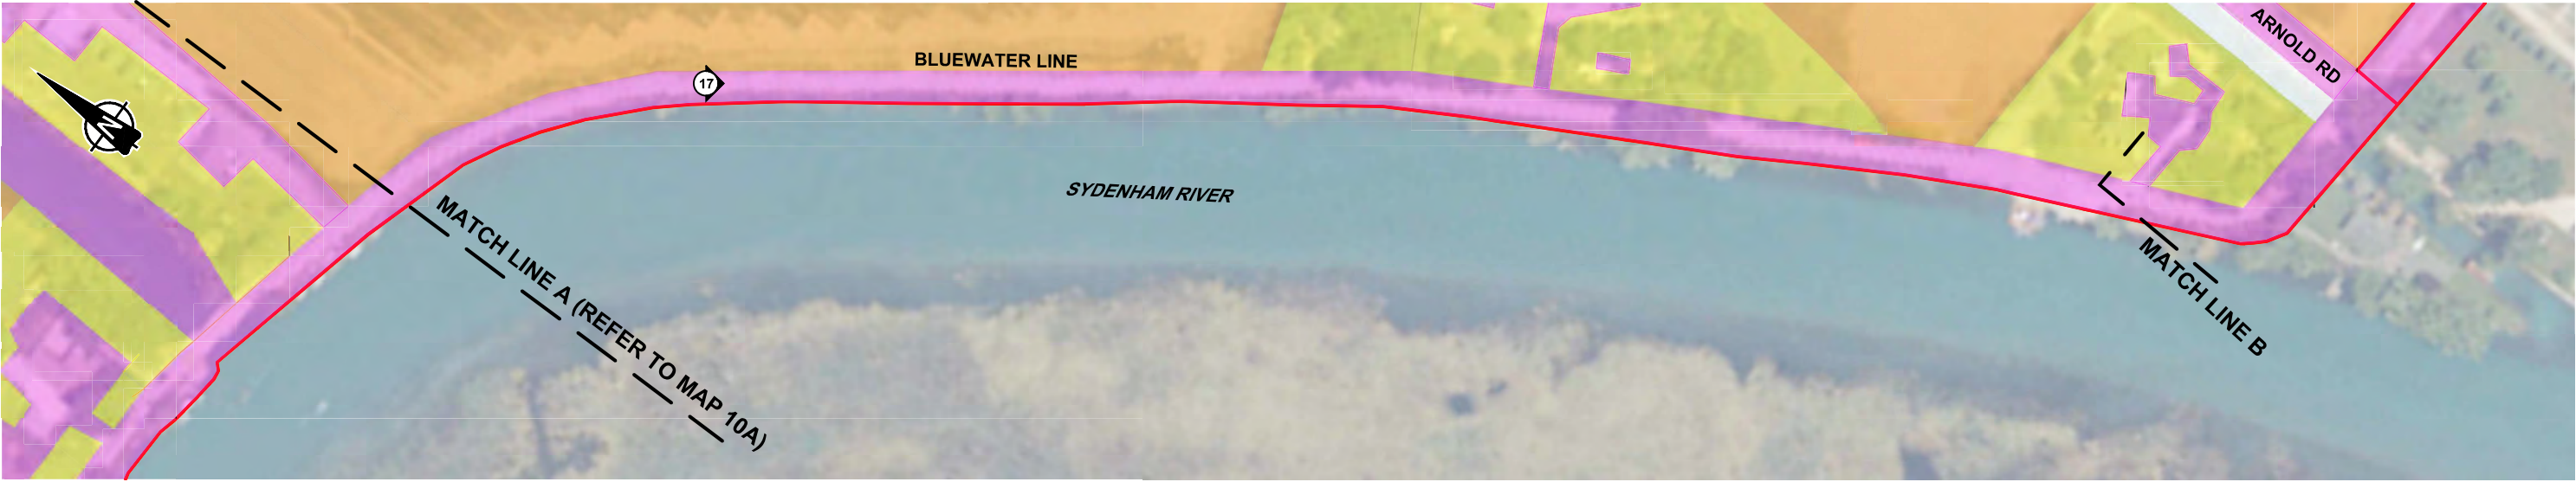 ARNOLD RD
BLUEWATER LINE
17
N
SYDENHAM RIVER
MATCH LINE A (REFER TO MAP 10A)
MATCH LINE B